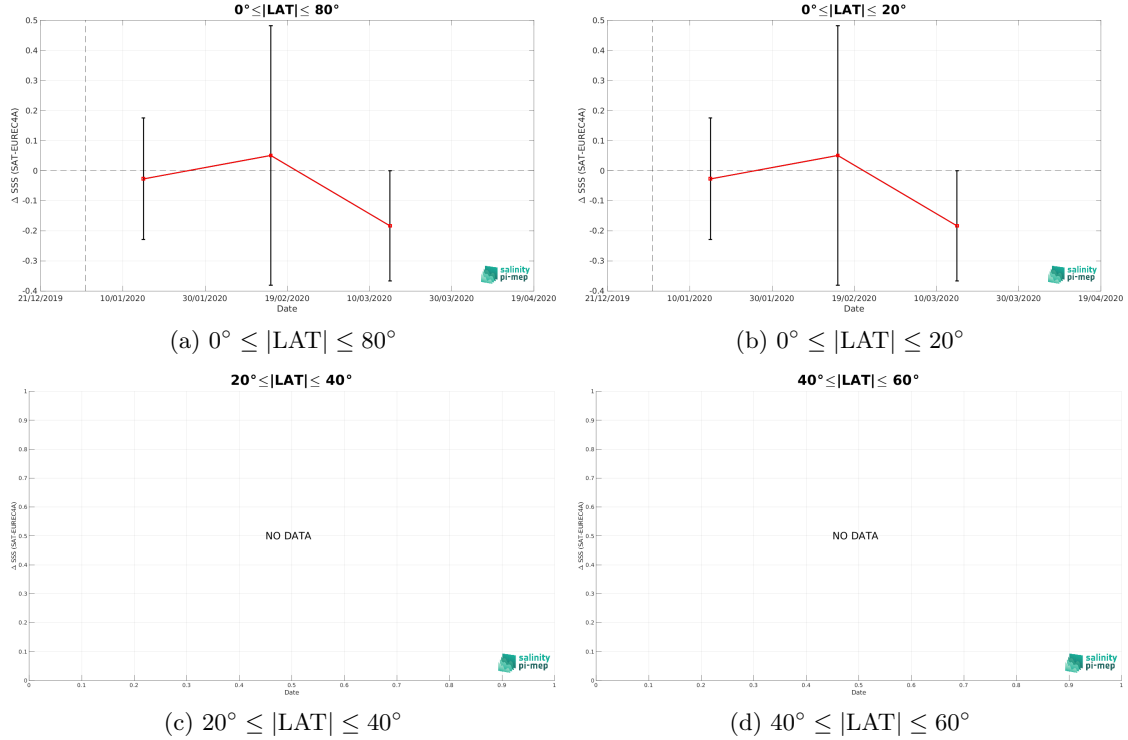 0°≤|LAT|≤ 80°
0.5
0.4
0.3
0.2
0.1
0
-0.1
-0.2
-0.3
-0.4
Δ SSS (SAT-EUREC4A)
21/12/2019 10/01/2020 30/01/2020 19/02/2020 10/03/2020 30/03/2020 19/04/2020
Date
salinity
pi-mep
(a) 0° ≤ |LAT| ≤ 80°
0°≤|LAT|≤ 20°
0.5
0.4
0.3
0.2
0.1
0
-0.1
-0.2
-0.3
-0.4
Δ SSS (SAT-EUREC4A)
21/12/2019 10/01/2020 30/01/2020 19/02/2020 10/03/2020 30/03/2020 19/04/2020
Date
salinity
pi-mep
(b) 0° ≤ |LAT| ≤ 20°
20°≤|LAT|≤ 40°
1
0.9
0.8
0.7
0.6
0.5
0.4
0.3
0.2
0.1
0
Δ SSS (SAT-EUREC4A)
NO DATA
0 0.1 0.2 0.3 0.4 0.5 0.6 0.7 0.8 0.9 1
Date
salinity
pi-mep
(c) 20° ≤ |LAT| ≤ 40°
40°≤|LAT|≤ 60°
1
0.9
0.8
0.7
0.6
0.5
0.4
0.3
0.2
0.1
0
Δ SSS (SAT-EUREC4A)
NO DATA
0 0.1 0.2 0.3 0.4 0.5 0.6 0.7 0.8 0.9 1
Date
salinity
pi-mep
(d) 40° ≤ |LAT| ≤ 60°